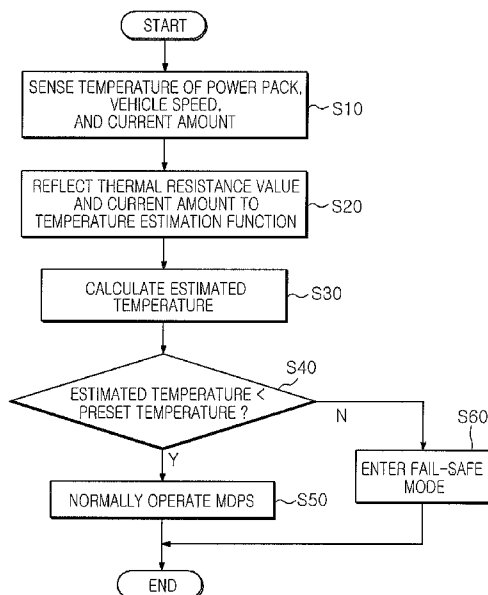 START
SENSE TEMPERATURE OF POWER PACK,
VEHICLE SPEED,
AND CURRENT AMOUNT
S10
REFLECT THERMAL RESISTANCE VALUE
AND CURRENT AMOUNT TO
TEMPERATURE ESTIMATION FUNCTION
S20
CALCULATE ESTIMATED
TEMPERATURE
S30
S40
ESTIMATED TEMPERATURE <
PRESET TEMPERATURE ?
N
Y
S60
ENTER FAIL-SAFE
MODE
NORMALLY OPERATE MDPS
S50
END